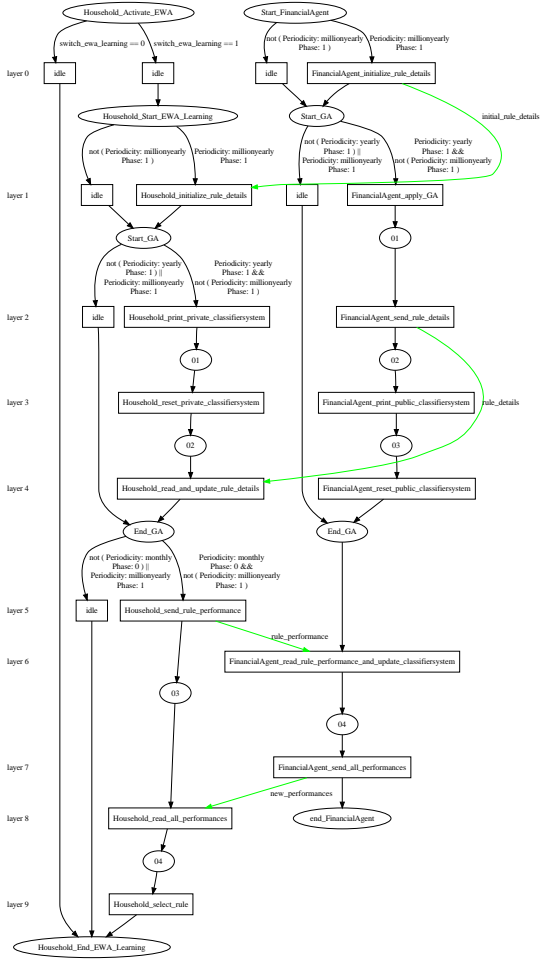 Household_Activate_EWA
Start_FinancialAgent
switch_ewa_learning == 0
switch_ewa_learning == 1
not ( Periodicity: millionyearly
Phase: 1 )
Periodicity: millionyearly
Phase: 1
layer 0
idle
idle
idle
FinancialAgent_initialize_rule_details
Household_Start_EWA_Learning
Start_GA
initial_rule_details
not ( Periodicity: millionyearly
Phase: 1 )
Periodicity: millionyearly
Phase: 1
not ( Periodicity: yearly
Phase: 1 ) ||
Periodicity: millionyearly
Phase: 1
Periodicity: yearly
Phase: 1 &&
not ( Periodicity: millionyearly
Phase: 1 )
layer 1
idle
Household_initialize_rule_details
idle
FinancialAgent_apply_GA
Start_GA
01
not ( Periodicity: yearly
Phase: 1 ) ||
Periodicity: millionyearly
Phase: 1
Periodicity: yearly
Phase: 1 &&
not ( Periodicity: millionyearly
Phase: 1 )
layer 2
idle
Household_print_private_classifiersystem
FinancialAgent_send_rule_details
01
02
layer 3
Household_reset_private_classifiersystem
FinancialAgent_print_public_classifiersystem
rule_details
02
03
layer 4
Household_read_and_update_rule_details
FinancialAgent_reset_public_classifiersystem
End_GA
End_GA
not ( Periodicity: monthly
Phase: 0 ) ||
Periodicity: millionyearly
Phase: 1
Periodicity: monthly
Phase: 0 &&
not ( Periodicity: millionyearly
Phase: 1 )
layer 5
idle
Household_send_rule_performance
rule_performance
layer 6
FinancialAgent_read_rule_performance_and_update_classifiersystem
03
04
layer 7
FinancialAgent_send_all_performances
new_performances
layer 8
Household_read_all_performances
end_FinancialAgent
04
layer 9
Household_select_rule
Household_End_EWA_Learning